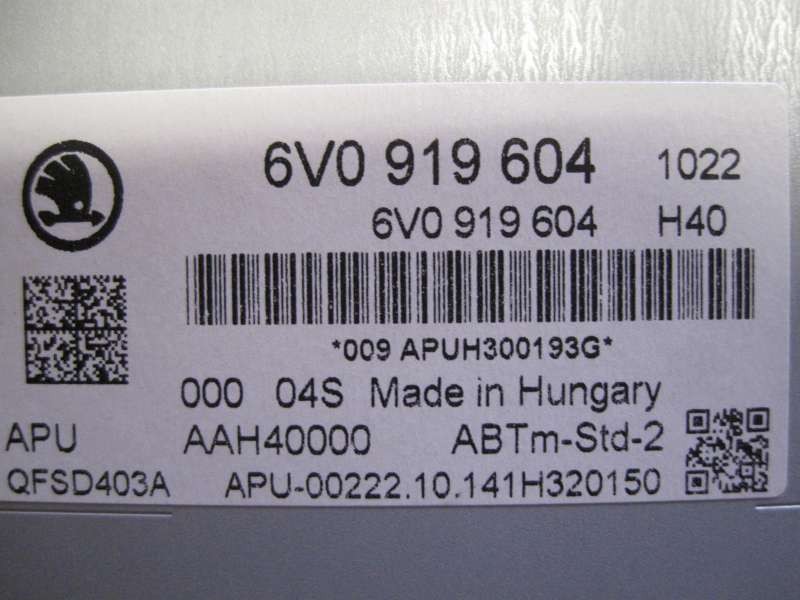 6V0 919 604 1022
6V0 919 604 H40
*009 APUH300193G*
000 04S Made in Hungary
APU AAH40000 ABTm-Std-2
QFSD403A APU-00222.10.141H320150